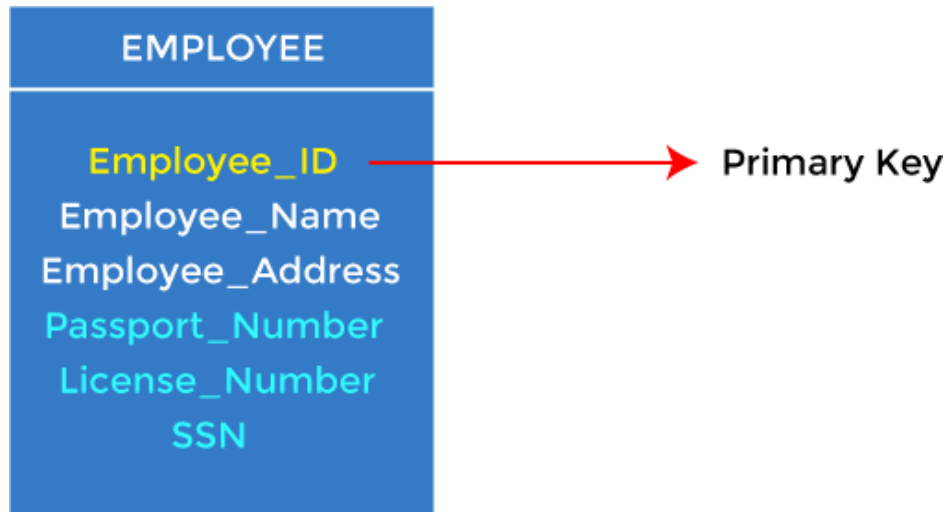 EMPLOYEE
Employee_ID
Primary Key
Employee_Name
Employee_Address
Passport_Number
License_Number
SSN